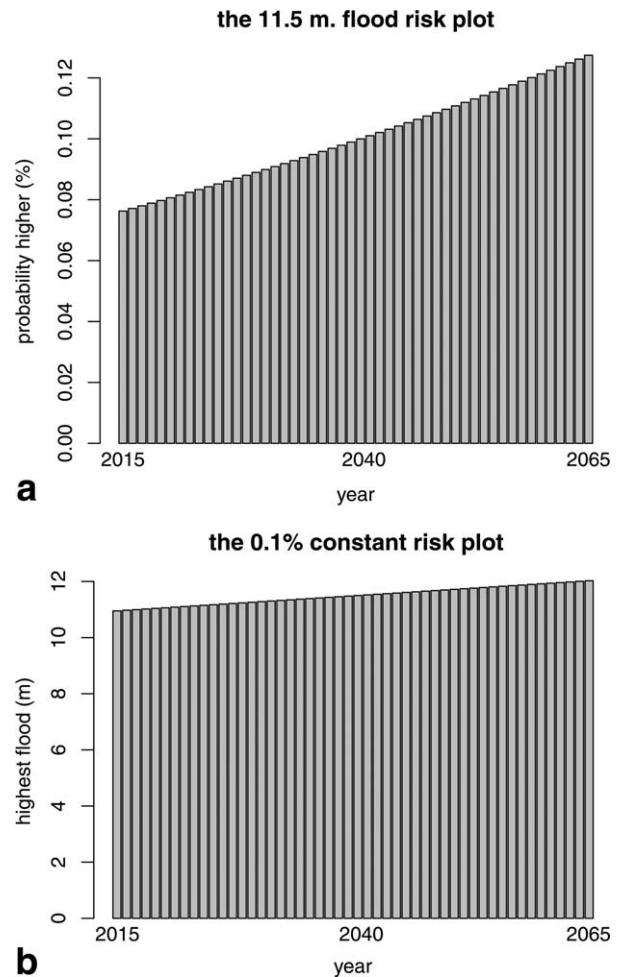 the 11.5 m. flood risk plot
probability higher (%)
0.12
0.10
0.08
0.06
0.04
0.02
0.00
2015 2040 2065
year
a
the 0.1% constant risk plot
highest flood (m)
12
10
8
6
4
2
0
2015 2040 2065
year
b